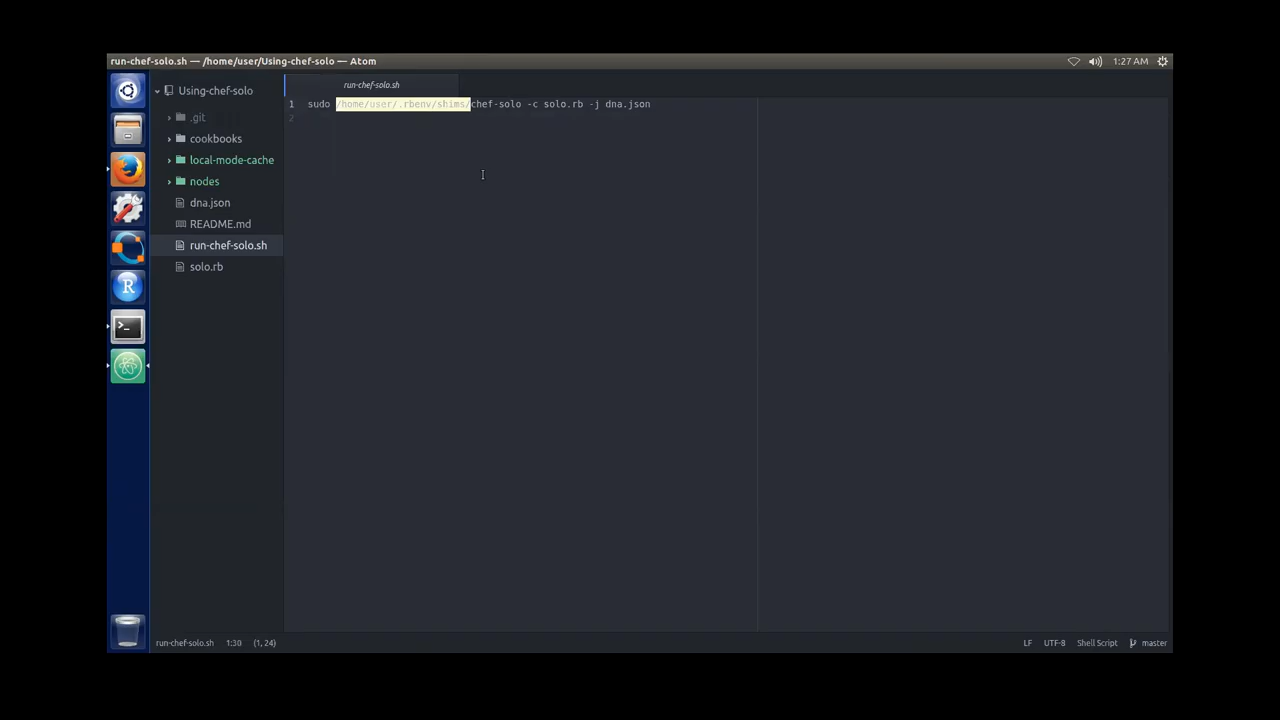 run-chef-solo.sh — /home/user/Using-chef-solo — Atom
1:27 AM
Using-chef-solo
.git
cookbooks
local-mode-cache
nodes
dna.json
README.md
run-chef-solo.sh
solo.rb
run-chef-solo.sh
1 sudo /home/user/.rbenv/shims/chef-solo -c solo.rb -j dna.json
2
run-chef-solo.sh 1:30 (1, 24)
LF UTF-8 Shell Script master